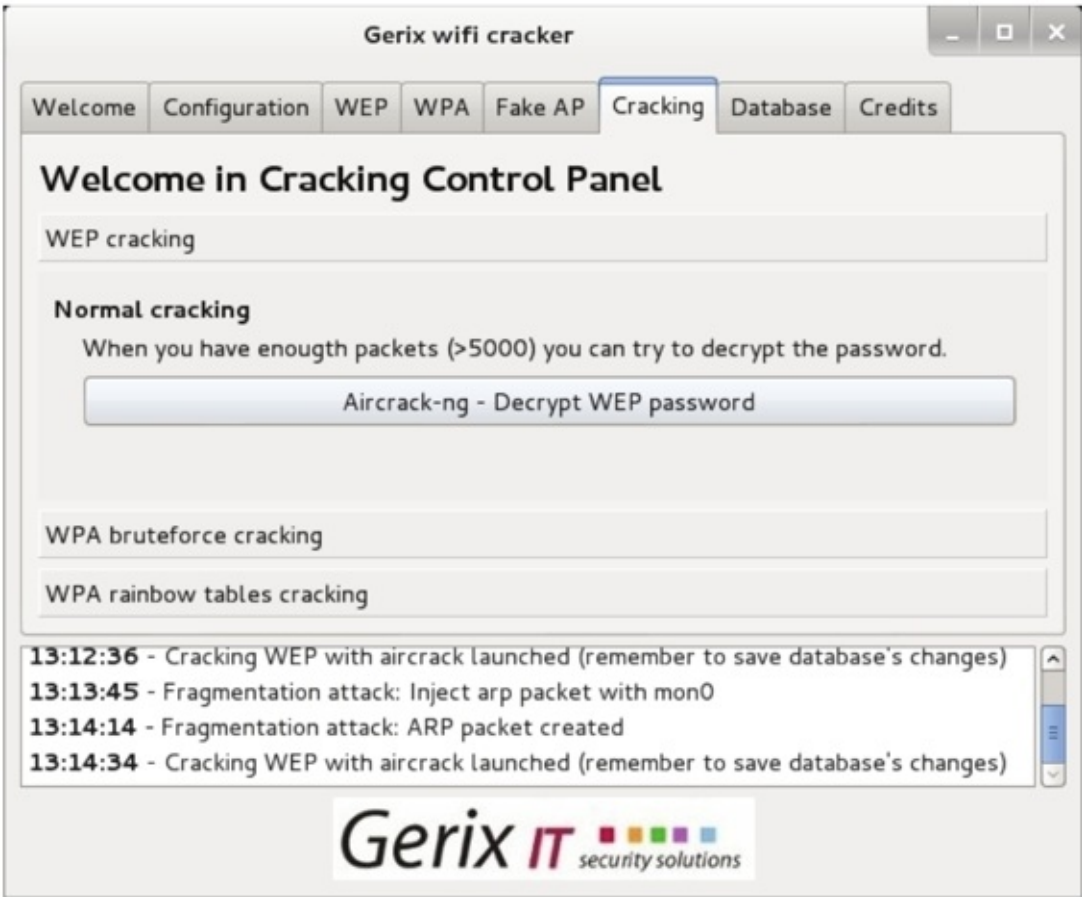 Gerix wifi cracker
Welcome Configuration WEP WPA Fake AP Cracking Database Credits
Welcome in Cracking Control Panel
WEP cracking
Normal cracking
When you have enougth packets (>5000) you can try to decrypt the password.
Aircrack-ng - Decrypt WEP password
WPA bruteforce cracking
WPA rainbow tables cracking
13:12:36 - Cracking WEP with aircrack launched (remember to save database's changes)
13:13:45 - Fragmentation attack: Inject arp packet with mon0
13:14:14 - Fragmentation attack: ARP packet created
13:14:34 - Cracking WEP with aircrack launched (remember to save database's changes)
Gerix IT security solutions